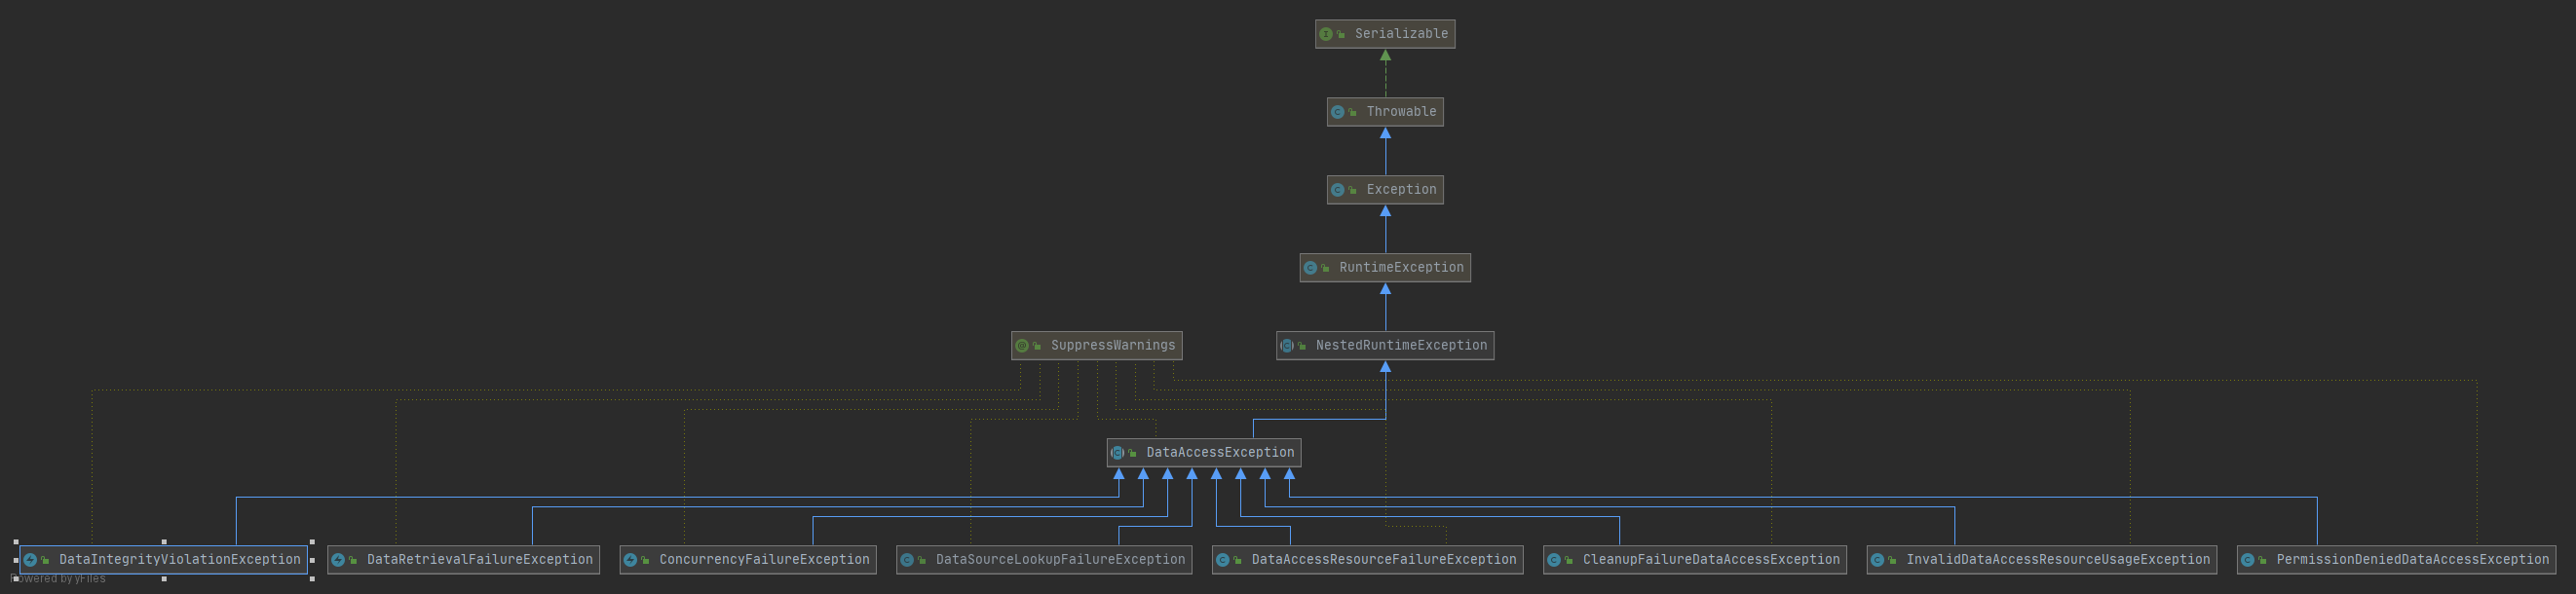 Serializable
Throwable
Exception
RuntimeException
SuppressWarnings
NestedRuntimeException
DataAccessException
DataIntegrityViolationException
DataRetrievalFailureException
ConcurrencyFailureException
DataSourceLookupFailureException
DataAccessResourceFailureException
CleanupFailureDataAccessException
InvalidDataAccessResourceUsageException
PermissionDeniedDataAccessException
Powered by yFiles